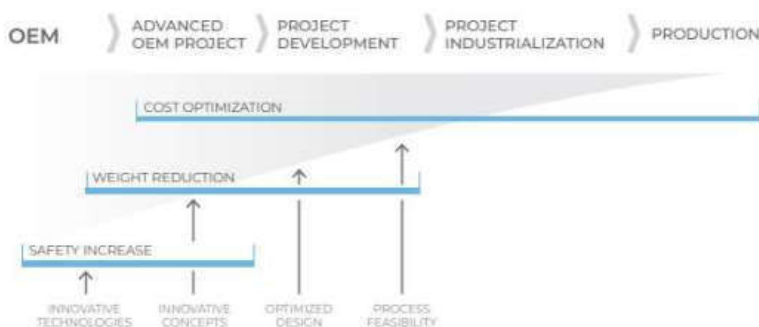 OEM
ADVANCED
OEM PROJECT
PROJECT
DEVELOPMENT
PROJECT
INDUSTRIALIZATION
PRODUCTION
COST OPTIMIZATION
WEIGHT REDUCTION
SAFETY INCREASE
INNOVATIVE
TECHNOLOGIES
INNOVATIVE
CONCEPTS
OPTIMIZED
DESIGN
PROCESS
FEASIBILITY